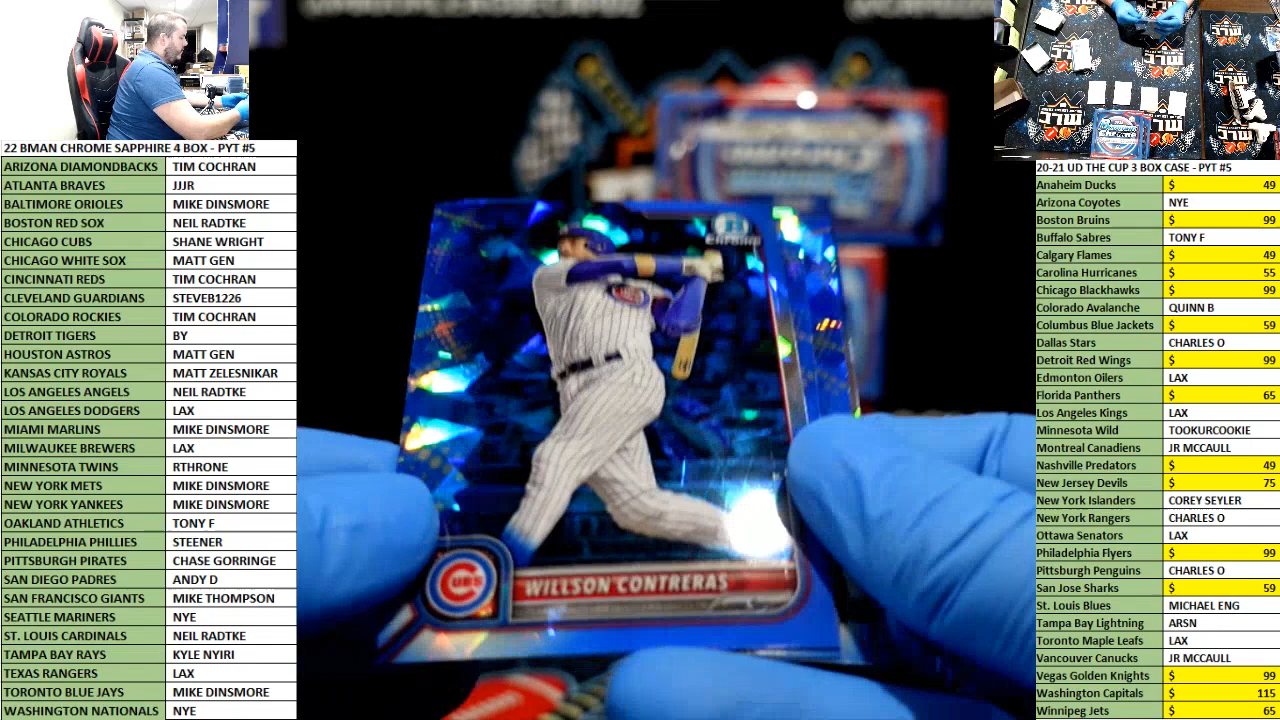 22 BMAN CHROME SAPPHIRE 4 BOX - PYT #5
ARIZONA DIAMONDBACKS TIM COCHRAN
ATLANTA BRAVES JJJR
BALTIMORE ORIOLES MIKE DINSMORE
BOSTON RED SOX NEIL RADTKE
CHICAGO CUBS SHANE WRIGHT
CHICAGO WHITE SOX MATT GEN
CINCINNATI REDS TIM COCHRAN
CLEVELAND GUARDIANS STEVEB1226
COLORADO ROCKIES TIM COCHRAN
DETROIT TIGERS BY
HOUSTON ASTROS MATT GEN
KANSAS CITY ROYALS MATT ZELESNIKAR
LOS ANGELES ANGELS NEIL RADTKE
LOS ANGELES DODGERS LAX
MIAMI MARLINS MIKE DINSMORE
MILWAUKEE BREWERS LAX
MINNESOTA TWINS RTHRONE
NEW YORK METS MIKE DINSMORE
NEW YORK YANKEES MIKE DINSMORE
OAKLAND ATHLETICS TONY F
PHILADELPHIA PHILLIES STEENER
PITTSBURGH PIRATES CHASE GORRINGE
SAN DIEGO PADRES ANDY D
SAN FRANCISCO GIANTS MIKE THOMPSON
SEATTLE MARINERS NYE
ST. LOUIS CARDINALS NEIL RADTKE
TAMPA BAY RAYS KYLE NYIRI
TEXAS RANGERS LAX
TORONTO BLUE JAYS MIKE DINSMORE
WASHINGTON NATIONALS NYE
Chrome
CUBS
CUBS
WILLSON CONTRERAS
20-21 UD THE CUP 3 BOX CASE - PYT #5
Anaheim Ducks $ 49
Arizona Coyotes NYE
Boston Bruins $ 99
Buffalo Sabres TONY F
Calgary Flames $ 49
Carolina Hurricanes $ 55
Chicago Blackhawks $ 99
Colorado Avalanche QUINN B
Columbus Blue Jackets $ 59
Dallas Stars CHARLES O
Detroit Red Wings $ 99
Edmonton Oilers LAX
Florida Panthers $ 65
Los Angeles Kings LAX
Minnesota Wild TOOKURCOOKIE
Montreal Canadiens JR MCCAULL
Nashville Predators $ 49
New Jersey Devils $ 75
New York Islanders COREY SEYLER
New York Rangers CHARLES O
Ottawa Senators LAX
Philadelphia Flyers $ 99
Pittsburgh Penguins CHARLES O
San Jose Sharks $ 59
St. Louis Blues MICHAEL ENG
Tampa Bay Lightning ARSN
Toronto Maple Leafs LAX
Vancouver Canucks JR MCCAULL
Vegas Golden Knights $ 99
Washington Capitals $ 115
Winnipeg Jets $ 65